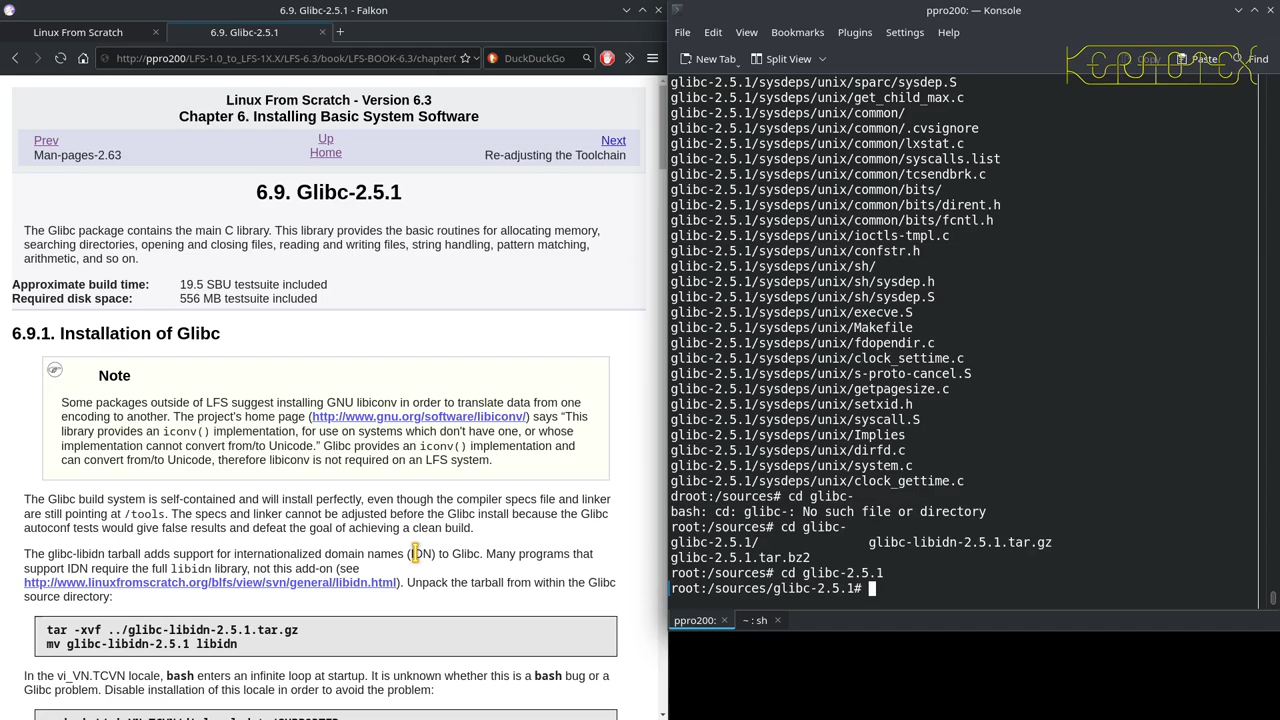 6.9. Glibc-2.5.1 - Falkon
Linux From Scratch
6.9. Glibc-2.5.1
http://ppro200/LFS-1.0_to_LFS-1X.X/LFS-6.3/book/LFS-BOOK-6.3/chapter(
DuckDuckGo
Linux From Scratch - Version 6.3
Chapter 6. Installing Basic System Software
Prev
Up
Next
Man-pages-2.63
Home
Re-adjusting the Toolchain
6.9. Glibc-2.5.1
The Glibc package contains the main C library. This library provides the basic routines for allocating memory,
searching directories, opening and closing files, reading and writing files, string handling, pattern matching,
arithmetic, and so on.
Approximate build time: 19.5 SBU testsuite included
Required disk space: 556 MB testsuite included
6.9.1. Installation of Glibc
Note
Some packages outside of LFS suggest installing GNU libiconv in order to translate data from one
encoding to another. The project's home page (http://www.gnu.org/software/libiconv/) says “This
library provides an iconv() implementation, for use on systems which don't have one, or whose
implementation cannot convert from/to Unicode.” Glibc provides an iconv() implementation and
can convert from/to Unicode, therefore libiconv is not required on an LFS system.
The Glibc build system is self-contained and will install perfectly, even though the compiler specs file and linker
are still pointing at /tools. The specs and linker cannot be adjusted before the Glibc install because the Glibc
autoconf tests would give false results and defeat the goal of achieving a clean build.
The glibc-libidn tarball adds support for internationalized domain names (IDN) to Glibc. Many programs that
support IDN require the full libidn library, not this add-on (see
http://www.linuxfromscratch.org/blfs/view/svn/general/libidn.html). Unpack the tarball from within the Glibc
source directory:
tar -xvf ../glibc-libidn-2.5.1.tar.gz
mv glibc-libidn-2.5.1 libidn
In the vi_VN.TCVN locale, bash enters an infinite loop at startup. It is unknown whether this is a bash bug or a
Glibc problem. Disable installation of this locale in order to avoid the problem:
ppro200: — Konsole
File Edit View Bookmarks Plugins Settings Help
New Tab Split View Copy Paste Find
glibc-2.5.1/sysdeps/unix/sparc/sysdep.S
glibc-2.5.1/sysdeps/unix/get_child_max.c
glibc-2.5.1/sysdeps/unix/common/
glibc-2.5.1/sysdeps/unix/common/.cvsignore
glibc-2.5.1/sysdeps/unix/common/lxstat.c
glibc-2.5.1/sysdeps/unix/common/syscalls.list
glibc-2.5.1/sysdeps/unix/common/tcsendbrk.c
glibc-2.5.1/sysdeps/unix/common/bits/
glibc-2.5.1/sysdeps/unix/common/bits/dirent.h
glibc-2.5.1/sysdeps/unix/common/bits/fcntl.h
glibc-2.5.1/sysdeps/unix/ioctls-tmpl.c
glibc-2.5.1/sysdeps/unix/confstr.h
glibc-2.5.1/sysdeps/unix/sh/
glibc-2.5.1/sysdeps/unix/sh/sysdep.h
glibc-2.5.1/sysdeps/unix/sh/sysdep.S
glibc-2.5.1/sysdeps/unix/execve.S
glibc-2.5.1/sysdeps/unix/Makefile
glibc-2.5.1/sysdeps/unix/fdopendir.c
glibc-2.5.1/sysdeps/unix/clock_settime.c
glibc-2.5.1/sysdeps/unix/s-proto-cancel.S
glibc-2.5.1/sysdeps/unix/getpagesize.c
glibc-2.5.1/sysdeps/unix/setxid.h
glibc-2.5.1/sysdeps/unix/syscall.S
glibc-2.5.1/sysdeps/unix/Implies
glibc-2.5.1/sysdeps/unix/dirfd.c
glibc-2.5.1/sysdeps/unix/system.c
glibc-2.5.1/sysdeps/unix/clock_gettime.c
droot:/sources# cd glibc-
bash: cd: glibc-: No such file or directory
root:/sources# cd glibc-
glibc-2.5.1/ glibc-libidn-2.5.1.tar.gz
glibc-2.5.1.tar.bz2
root:/sources# cd glibc-2.5.1
root:/sources/glibc-2.5.1#
ppro200:
~ : sh